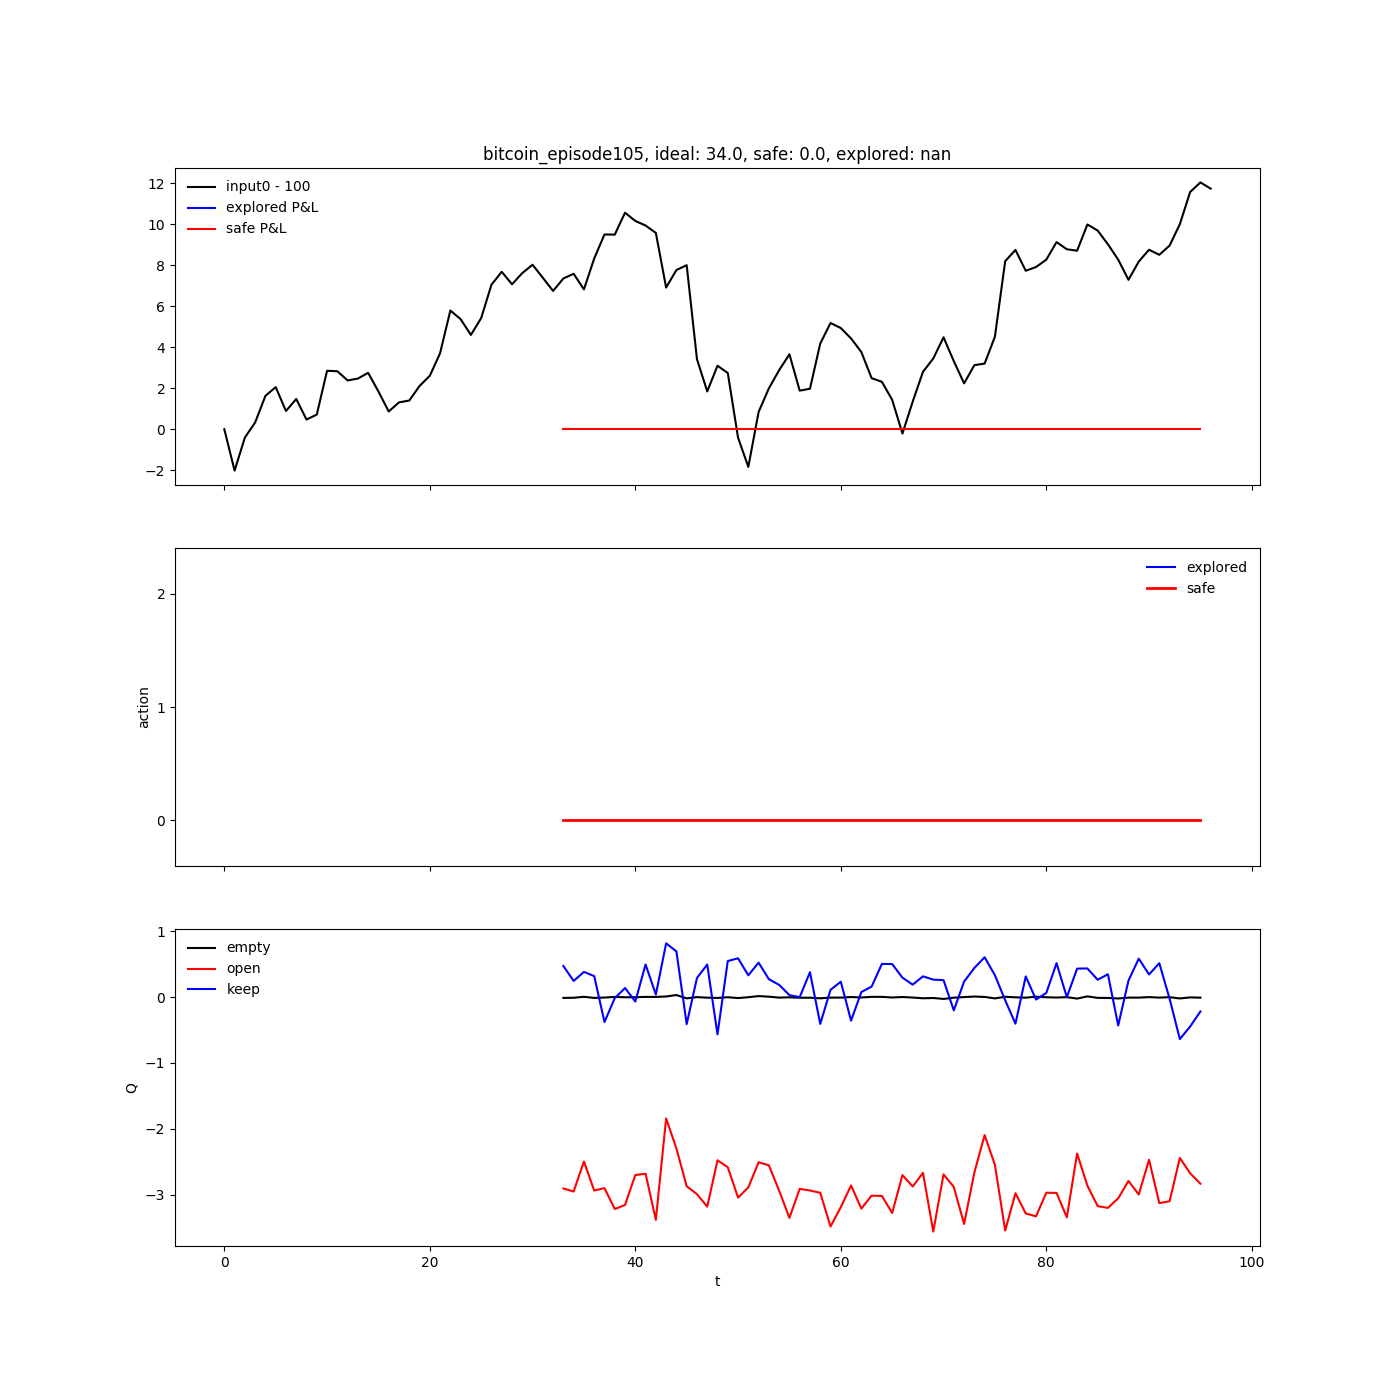 bitcoin_episode105, ideal: 34.0, safe: 0.0, explored: nan
input0 - 100
explored P&L
safe P&L
12
10
8
6
4
2
0
−2
explored
safe
action
2
1
0
empty
open
keep
Q
1
0
−1
−2
−3
0 20 40 60 80 100
t